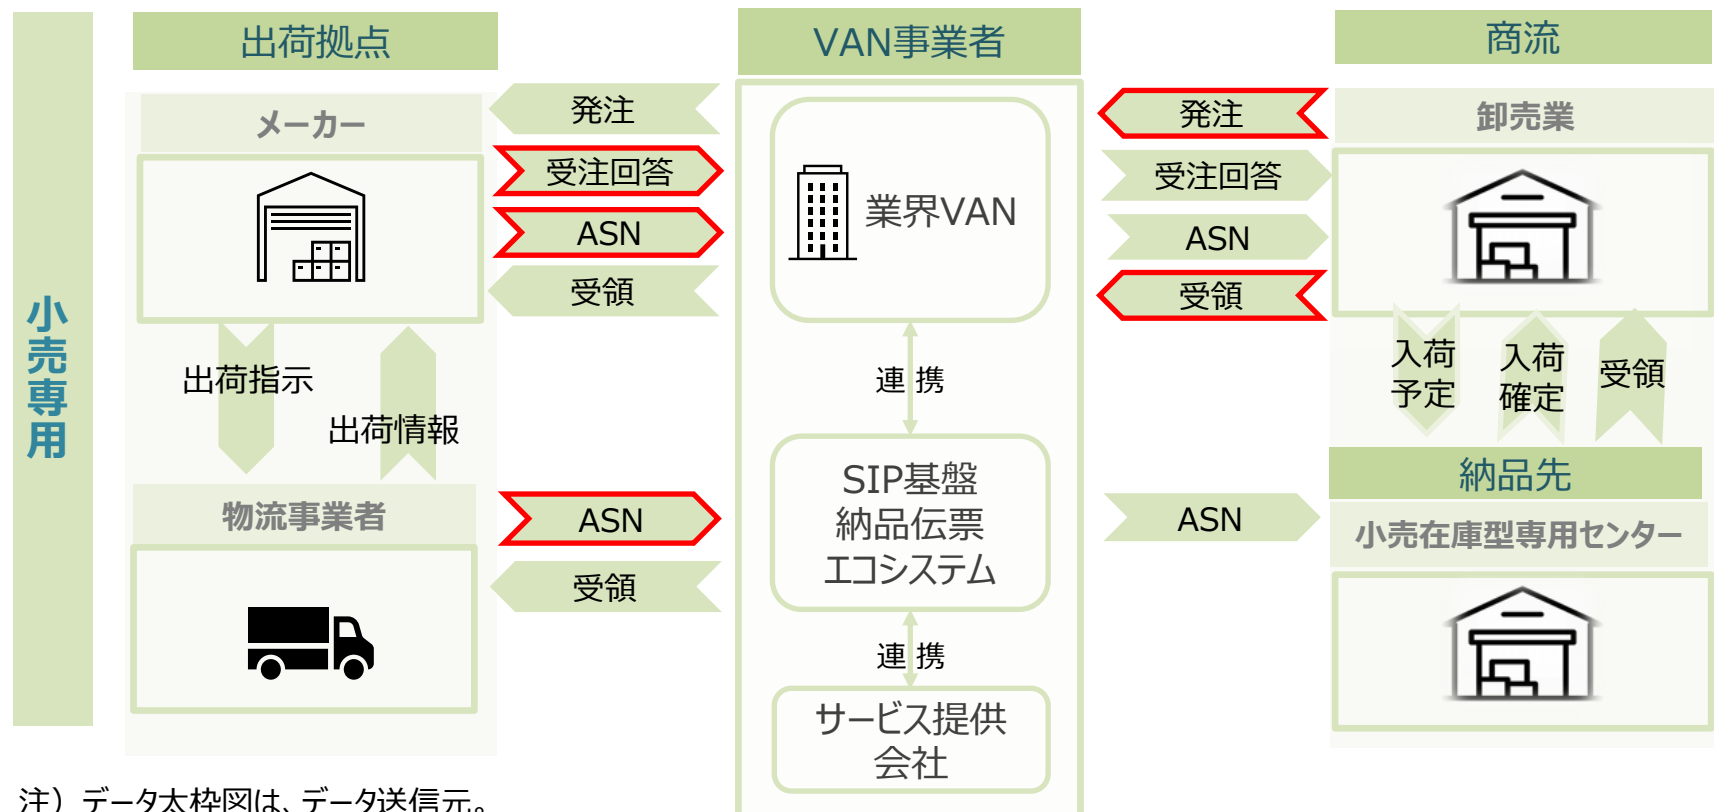 小売専用
出荷拠点
メーカー
出荷指示
出荷情報
物流事業者
発注
受注回答
ASN
受領
ASN
受領
VAN事業者
業界VAN
連携
SIP基盤
納品伝票
エコシステム
連携
サービス提供
会社
発注
受注回答
ASN
受領
ASN
商流
卸売業
入荷
予定
入荷
確定
受領
納品先
小売在庫型専用センター
注）データ太枠図は、データ送信元。